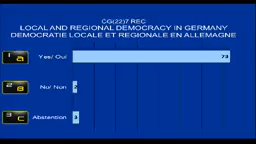 CG(22)7 REC
LOCAL AND REGIONAL DEMOCRACY IN GERMANY
DEMOCRATIE LOCALE ET REGIONALE EN ALLEMAGNE
1 a Yes/ Oui 73
2 B No/ Non 2
3 C Abstention 3